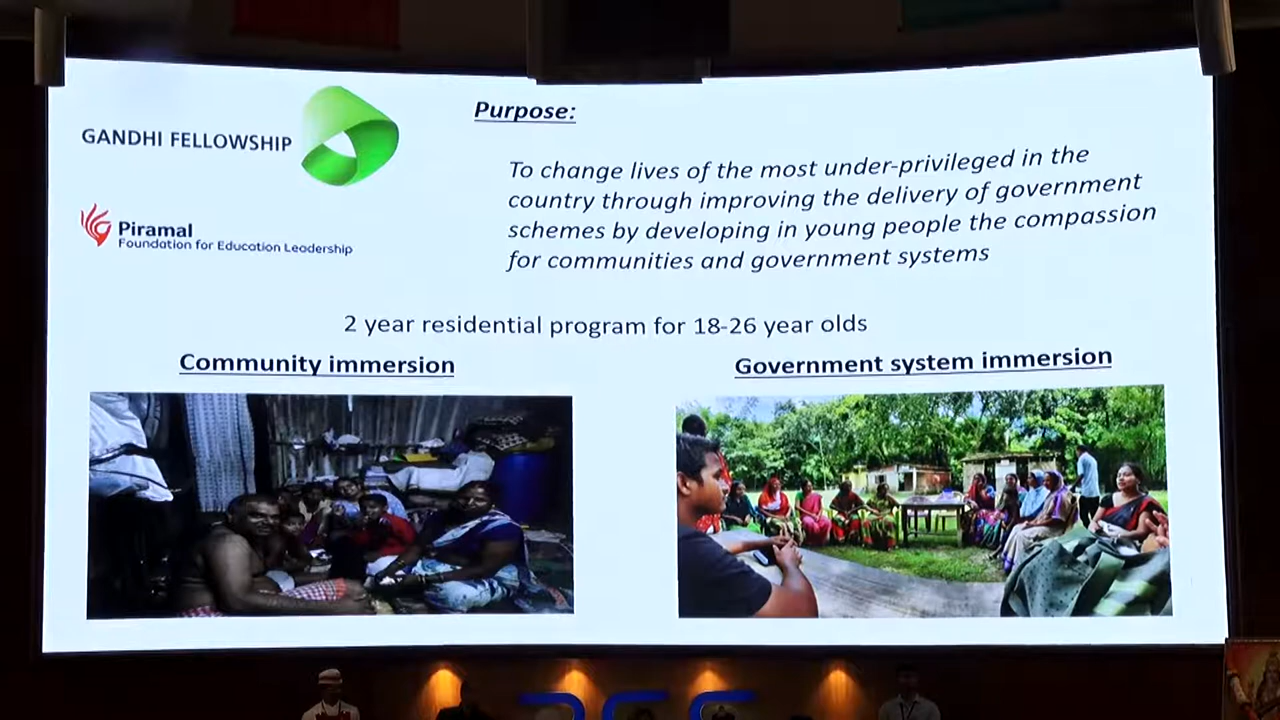 GANDHI FELLOWSHIP
Piramal
Foundation for Education Leadership
Purpose:
To change lives of the most under-privileged in the
country through improving the delivery of government
schemes by developing in young people the compassion
for communities and government systems
2 year residential program for 18-26 year olds
Community immersion
Government system immersion